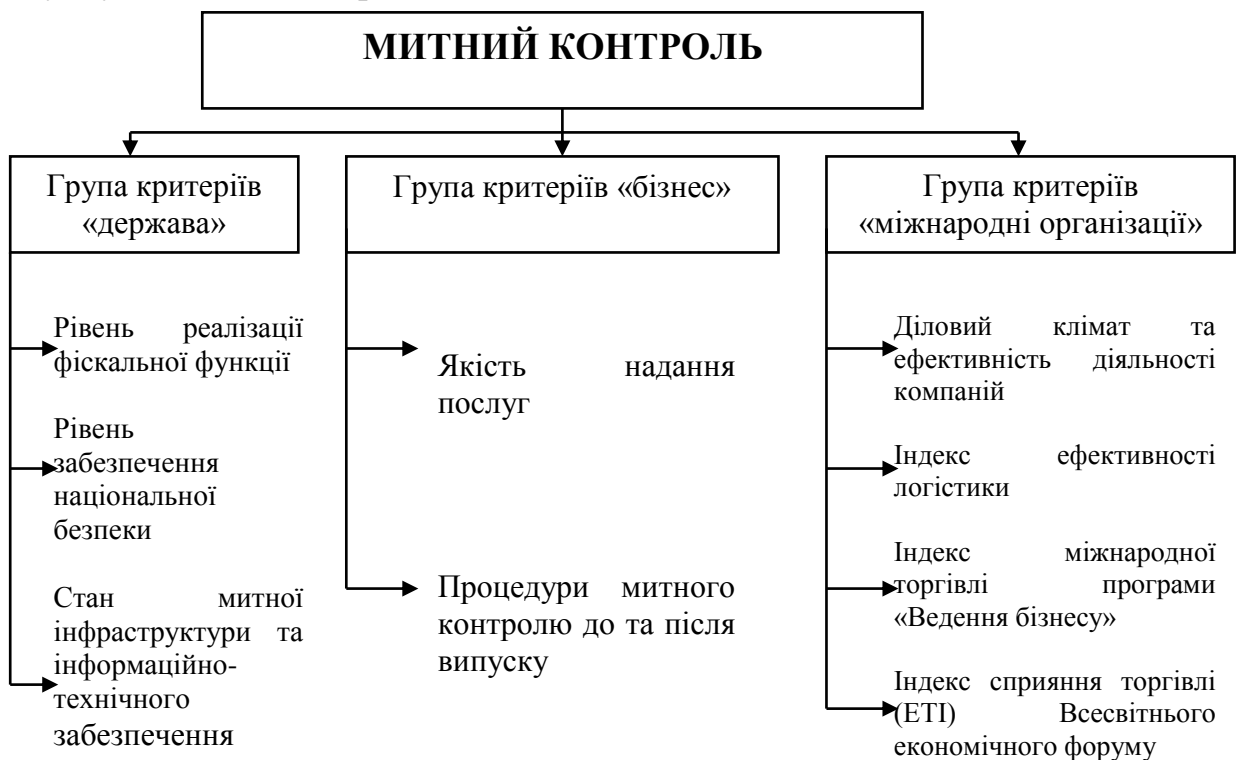 МИТНИЙ КОНТРОЛЬ
Група критеріїв
«держава»
Рівень реалізації
фіскальної функції
Рівень
забезпечення
національної
безпеки
Стан митної
інфраструктури та
інформаційно-
технічного
забезпечення
Група критеріїв «бізнес»
Якість надання
послуг
Процедури митного
контролю до та після
випуску
Група критеріїв
«міжнародні організації»
Діловий клімат та
ефективність діяльності
компаній
Індекс ефективності
логістики
Індекс міжнародної
торгівлі програми
«Ведення бізнесу»
Індекс сприяння торгівлі
(ЕТІ) Всесвітнього
економічного форуму